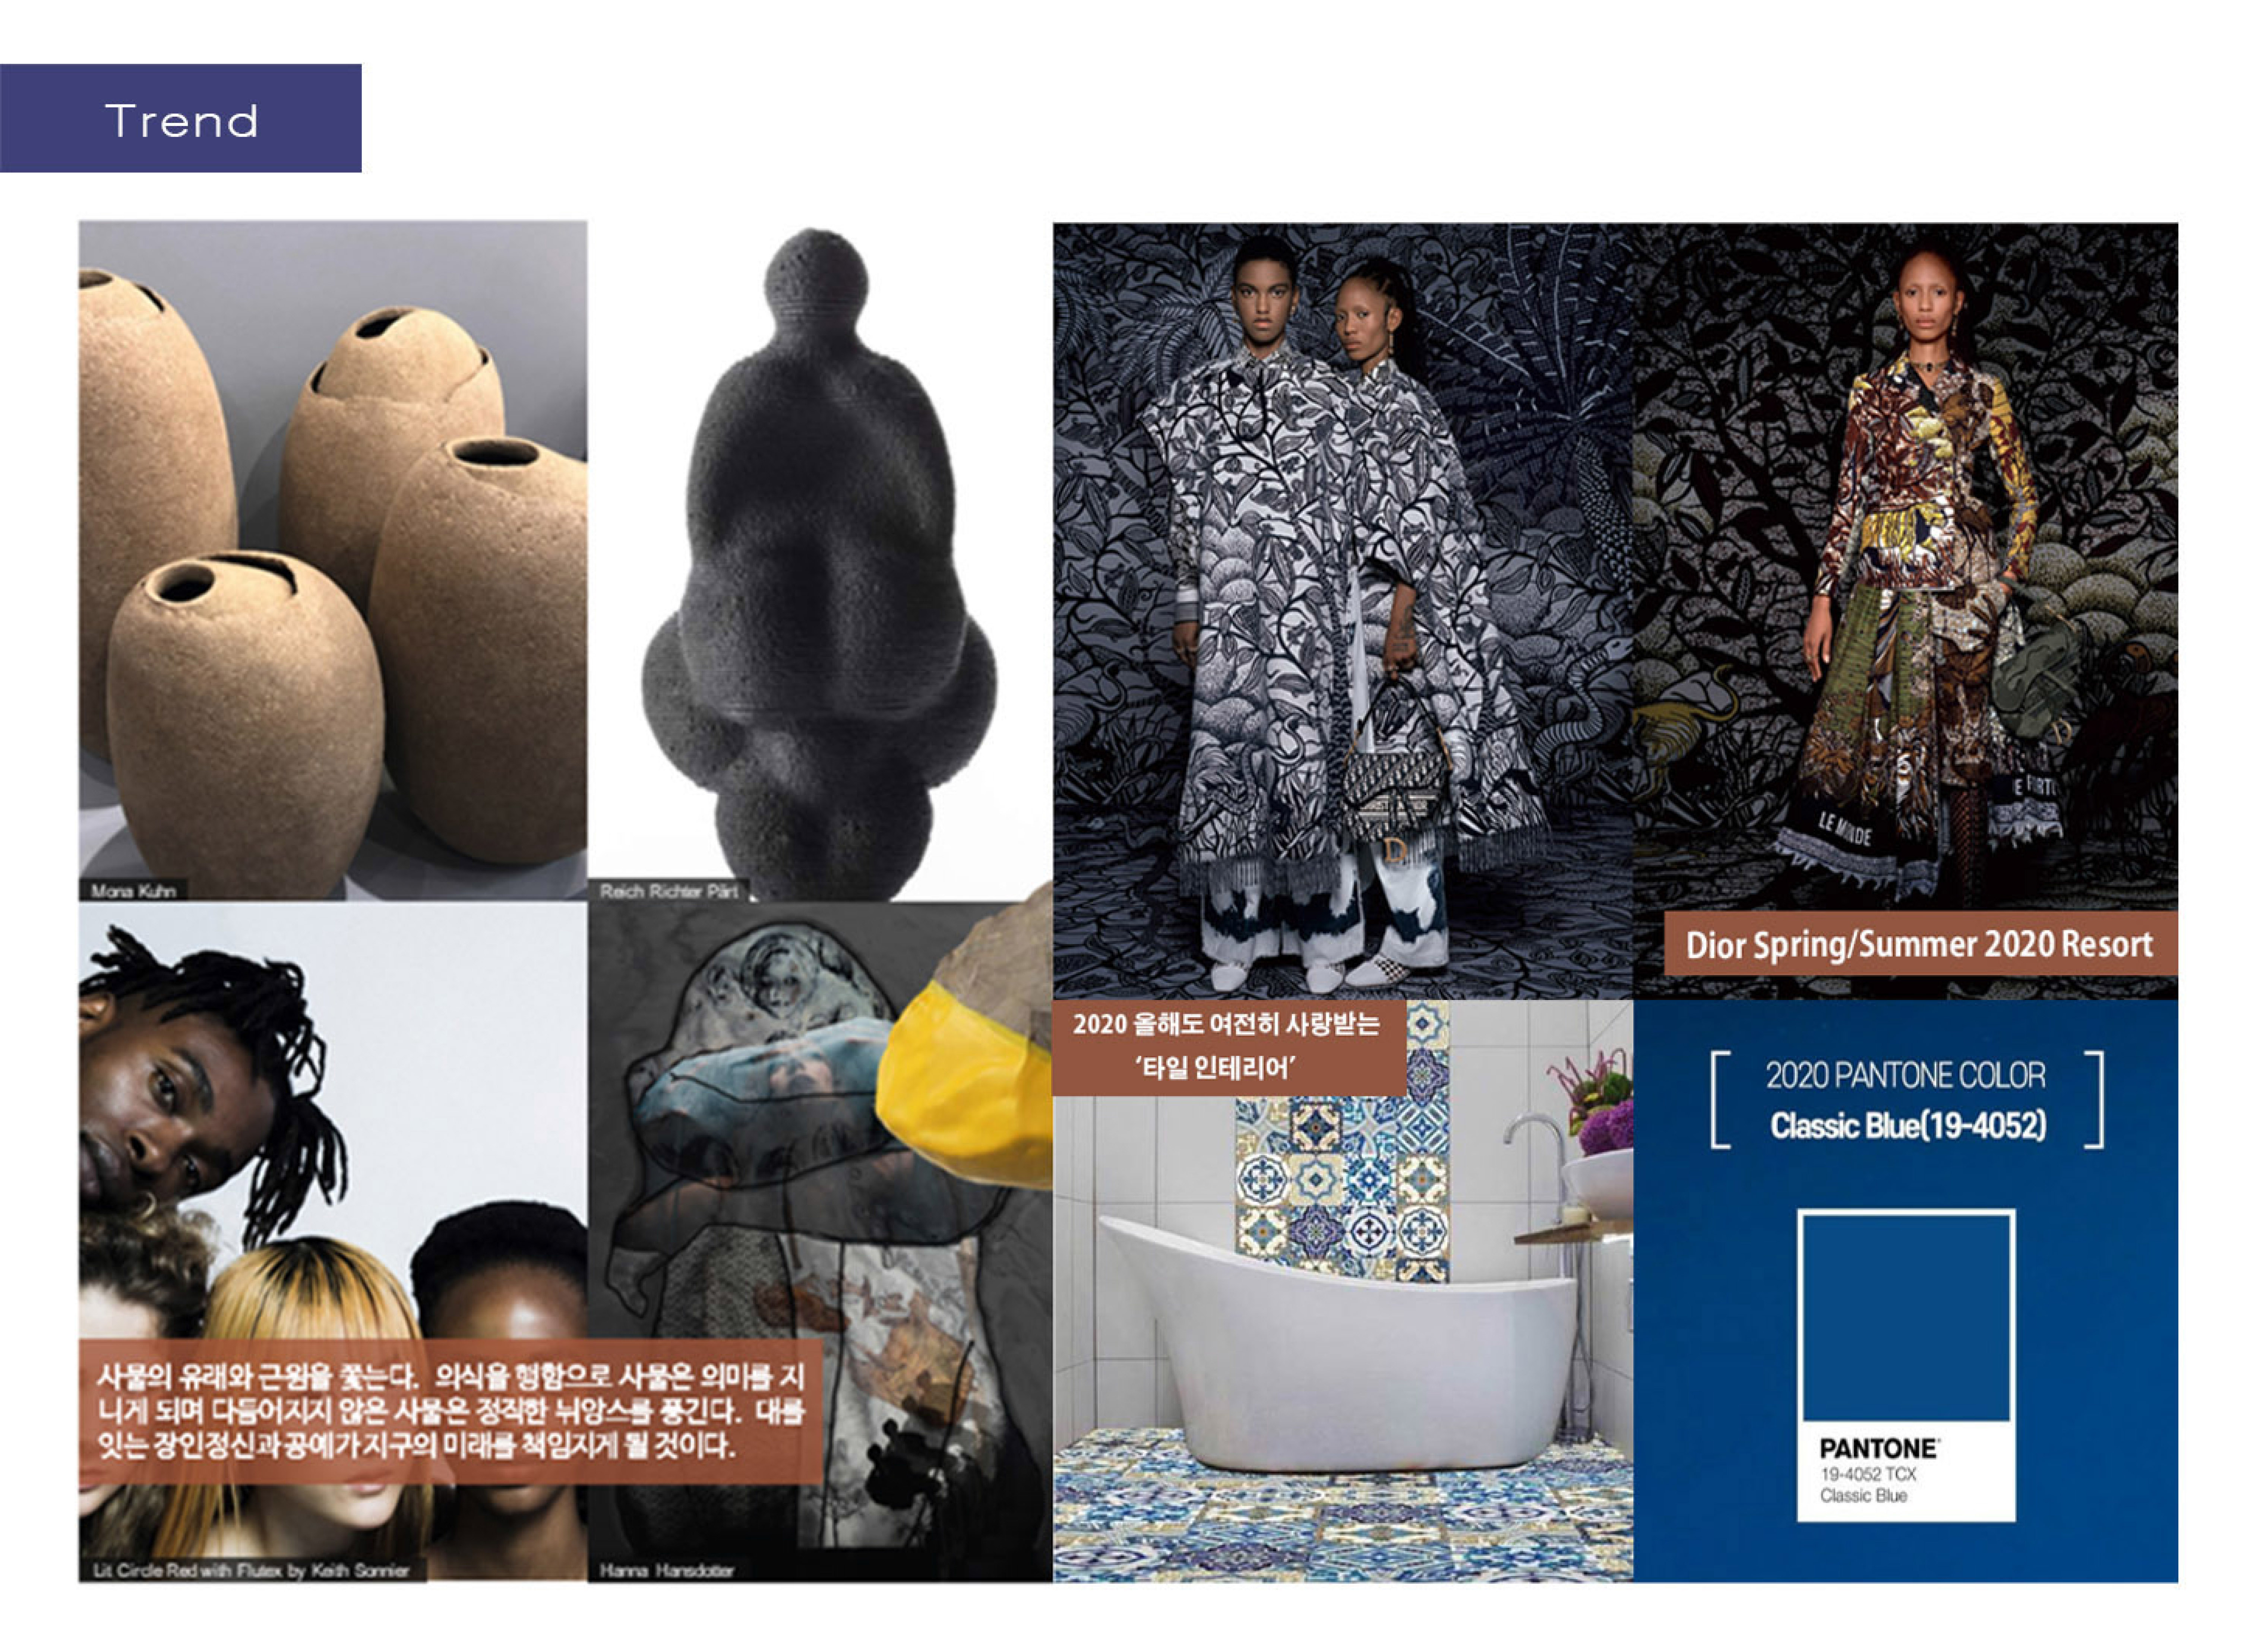 Trend
Mona Kuhn
Reich Richter Pärt
LE M NDE
Dior Spring/Summer 2020 Resort
2020 올해도 여전히 사랑받는
‘타일 인테리어’
2020 PANTONE COLOR
Classic Blue(19-4052)
PANTONE
19-4052 TCX
Classic Blue
사물의 유래와 근원을 쫓는다. 의식을 행함으로 사물은 의미를 지
니게 되며 다듬어지지 않은 사물은 정직한 뉘앙스를 풍긴다. 대를
잇는 장인정신과 공예가 지구의 미래를 책임지게 될 것이다.
Lit Circle Red with Flutex by Keith Sonnier
Hanna Hansdotter